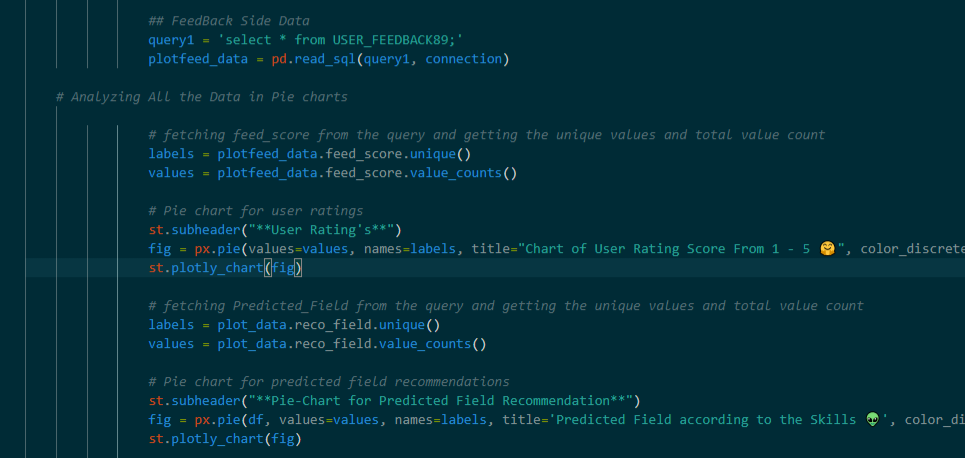 ## FeedBack Side Data
query1 = 'select * from USER_FEEDBACK89;'
plotfeed_data = pd.read_sql(query1, connection)
# Analyzing All the Data in Pie charts
# fetching feed_score from the query and getting the unique values and total value count
labels = plotfeed_data.feed_score.unique()
values = plotfeed_data.feed_score.value_counts()
# Pie chart for user ratings
st.subheader("**User Rating's**")
fig = px.pie(values=values, names=labels, title="Chart of User Rating Score From 1 - 5 🤗", color_discrete
st.plotly_chart(fig)
# fetching Predicted_Field from the query and getting the unique values and total value count
labels = plot_data.reco_field.unique()
values = plot_data.reco_field.value_counts()
# Pie chart for predicted field recommendations
st.subheader("**Pie-Chart for Predicted Field Recommendation**")
fig = px.pie(df, values=values, names=labels, title='Predicted Field according to the Skills 👽', color_di
st.plotly_chart(fig)